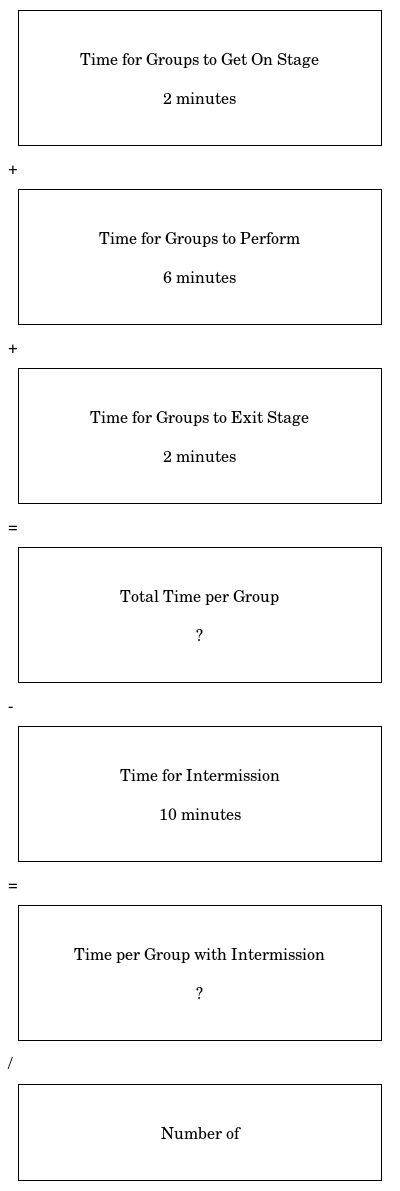 Time for Groups to Get On Stage
2 minutes
+
Time for Groups to Perform
6 minutes
+
Time for Groups to Exit Stage
2 minutes
=
Total Time per Group
?
-
Time for Intermission
10 minutes
=
Time per Group with Intermission
?
/
Number of